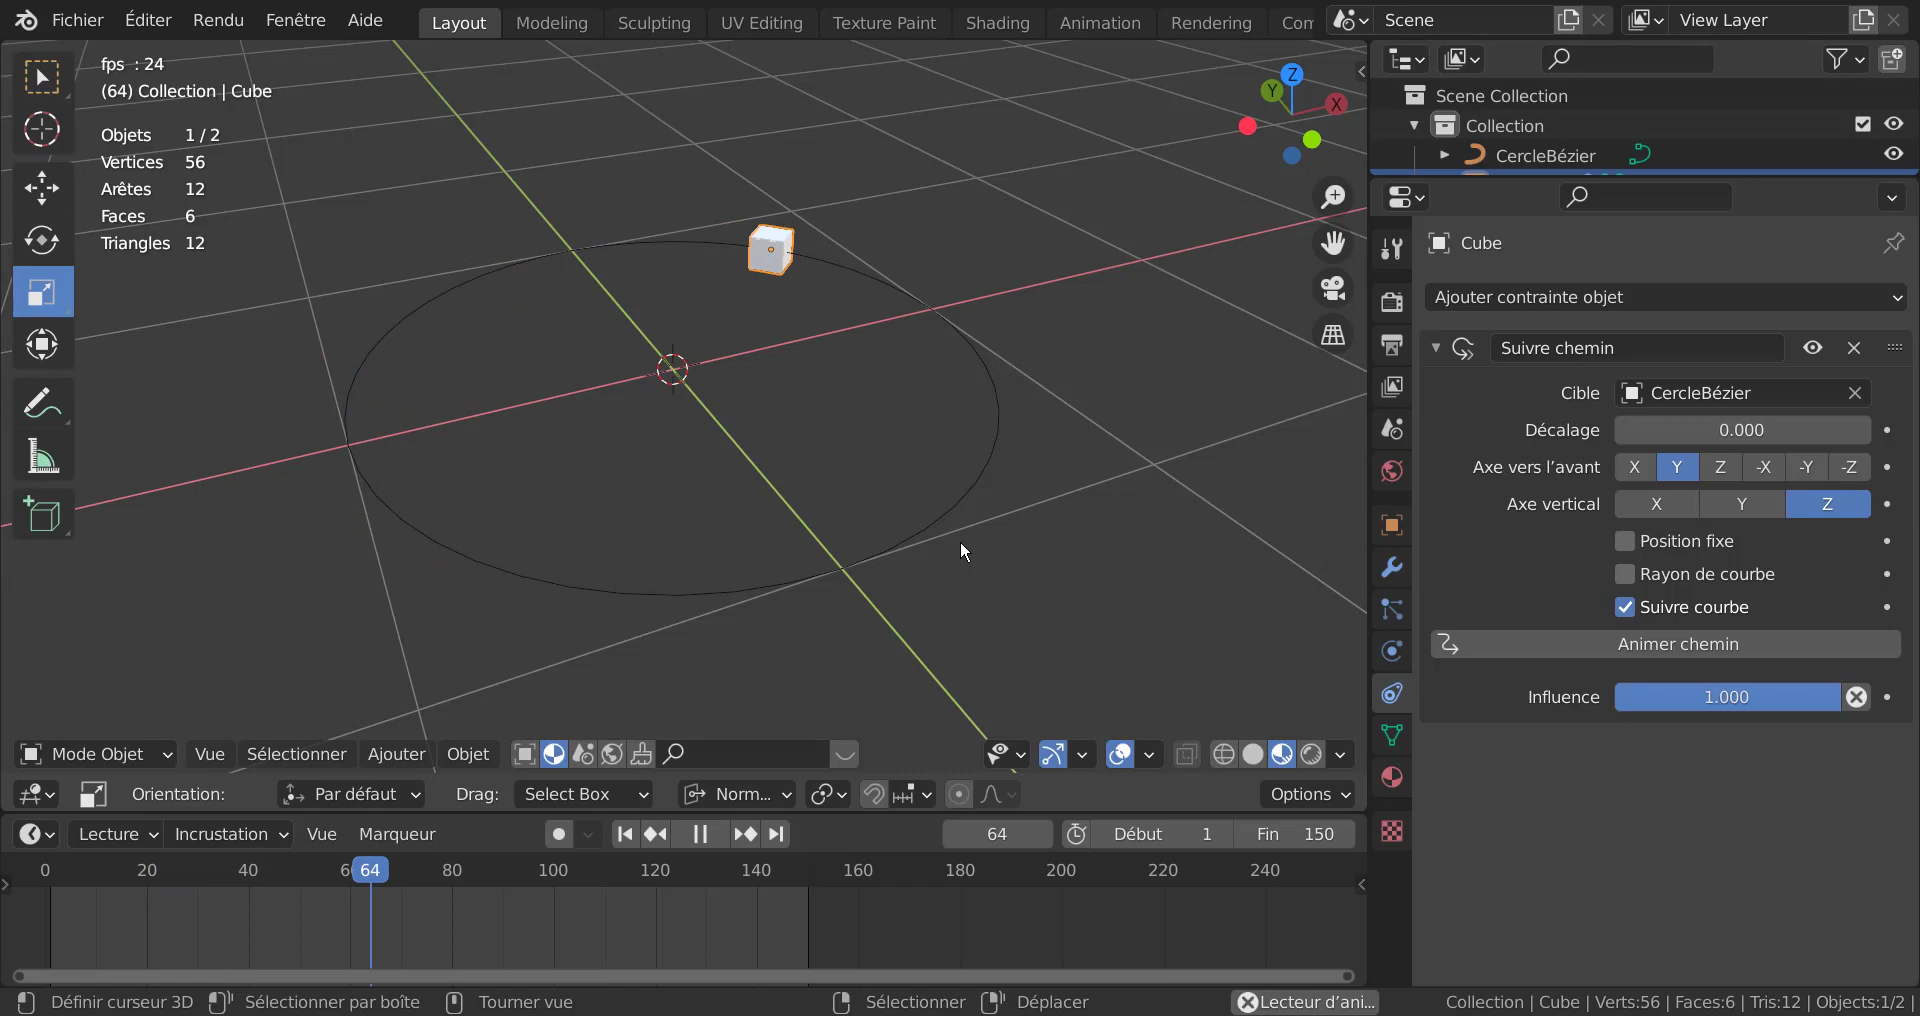 Fichier Éditer Rendu Fenêtre Aide Layout Modeling Sculpting UV Editing Texture Paint Shading Animation Rendering Com Scene View Layer
fps : 24
(64) Collection | Cube
Objets 1 / 2
Vertices 56
Arêtes 12
Faces 6
Triangles 12
Z
Y
X
Scene Collection
Collection
CercleBézier
Cube
Ajouter contrainte objet
Suivre chemin
Cible CercleBézier
Décalage 0.000
Axe vers l’avant X Y Z -X -Y -Z
Axe vertical X Y Z
Position fixe
Rayon de courbe
Suivre courbe
Animer chemin
Influence 1.000
Mode Objet Vue Sélectionner Ajouter Objet
Orientation: Par défaut Drag: Select Box Norm... Options
Lecture Incrustation Vue Marqueur 64 Début 1 Fin 150
0 20 40 6 64 80 100 120 140 160 180 200 220 240
Définir curseur 3D Sélectionner par boîte Tourner vue Sélectionner Déplacer Lecteur d’ani... Collection | Cube | Verts:56 | Faces:6 | Tris:12 | Objects:1/2 |